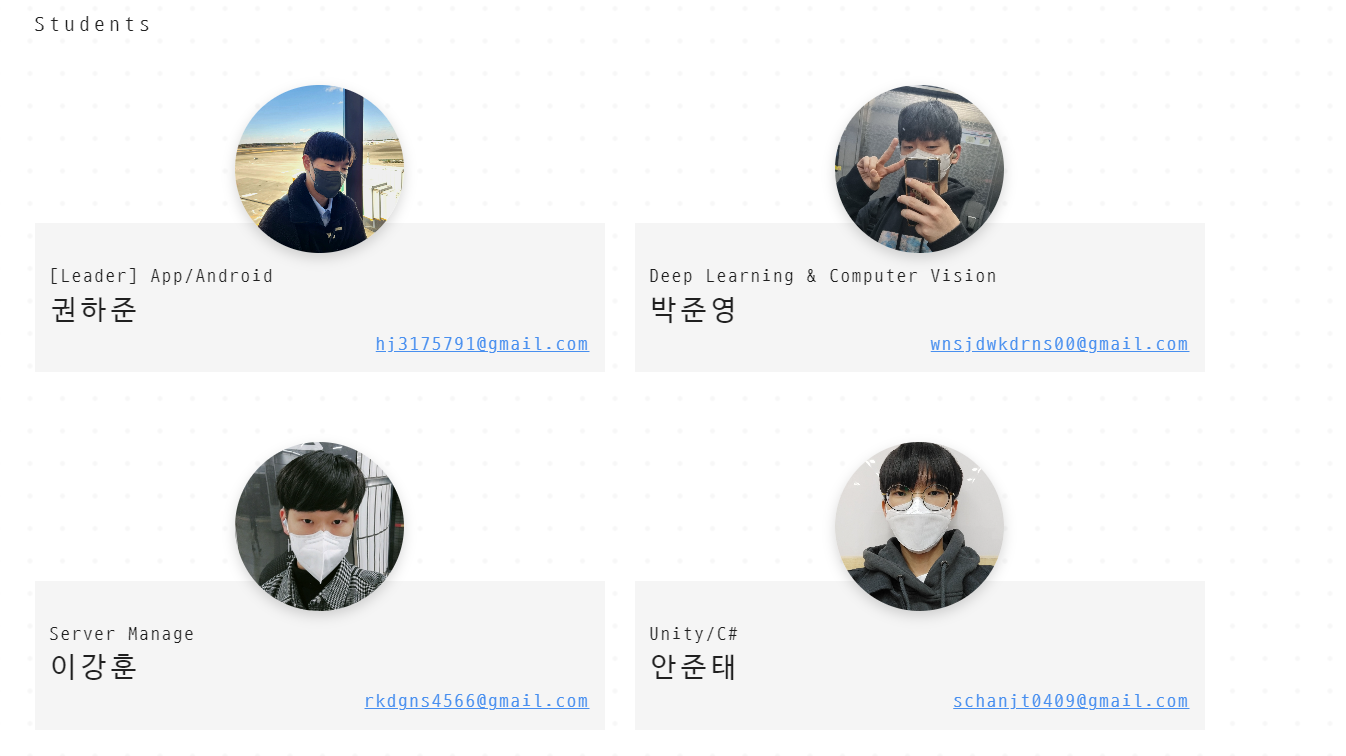 Students
[Leader] App/Android
권하준
hj3175791@gmail.com
Deep Learning & Computer Vision
박준영
wnsjdwkdrns00@gmail.com
Server Manage
이강훈
rkdgns4566@gmail.com
Unity/C#
안준태
schanjt0409@gmail.com